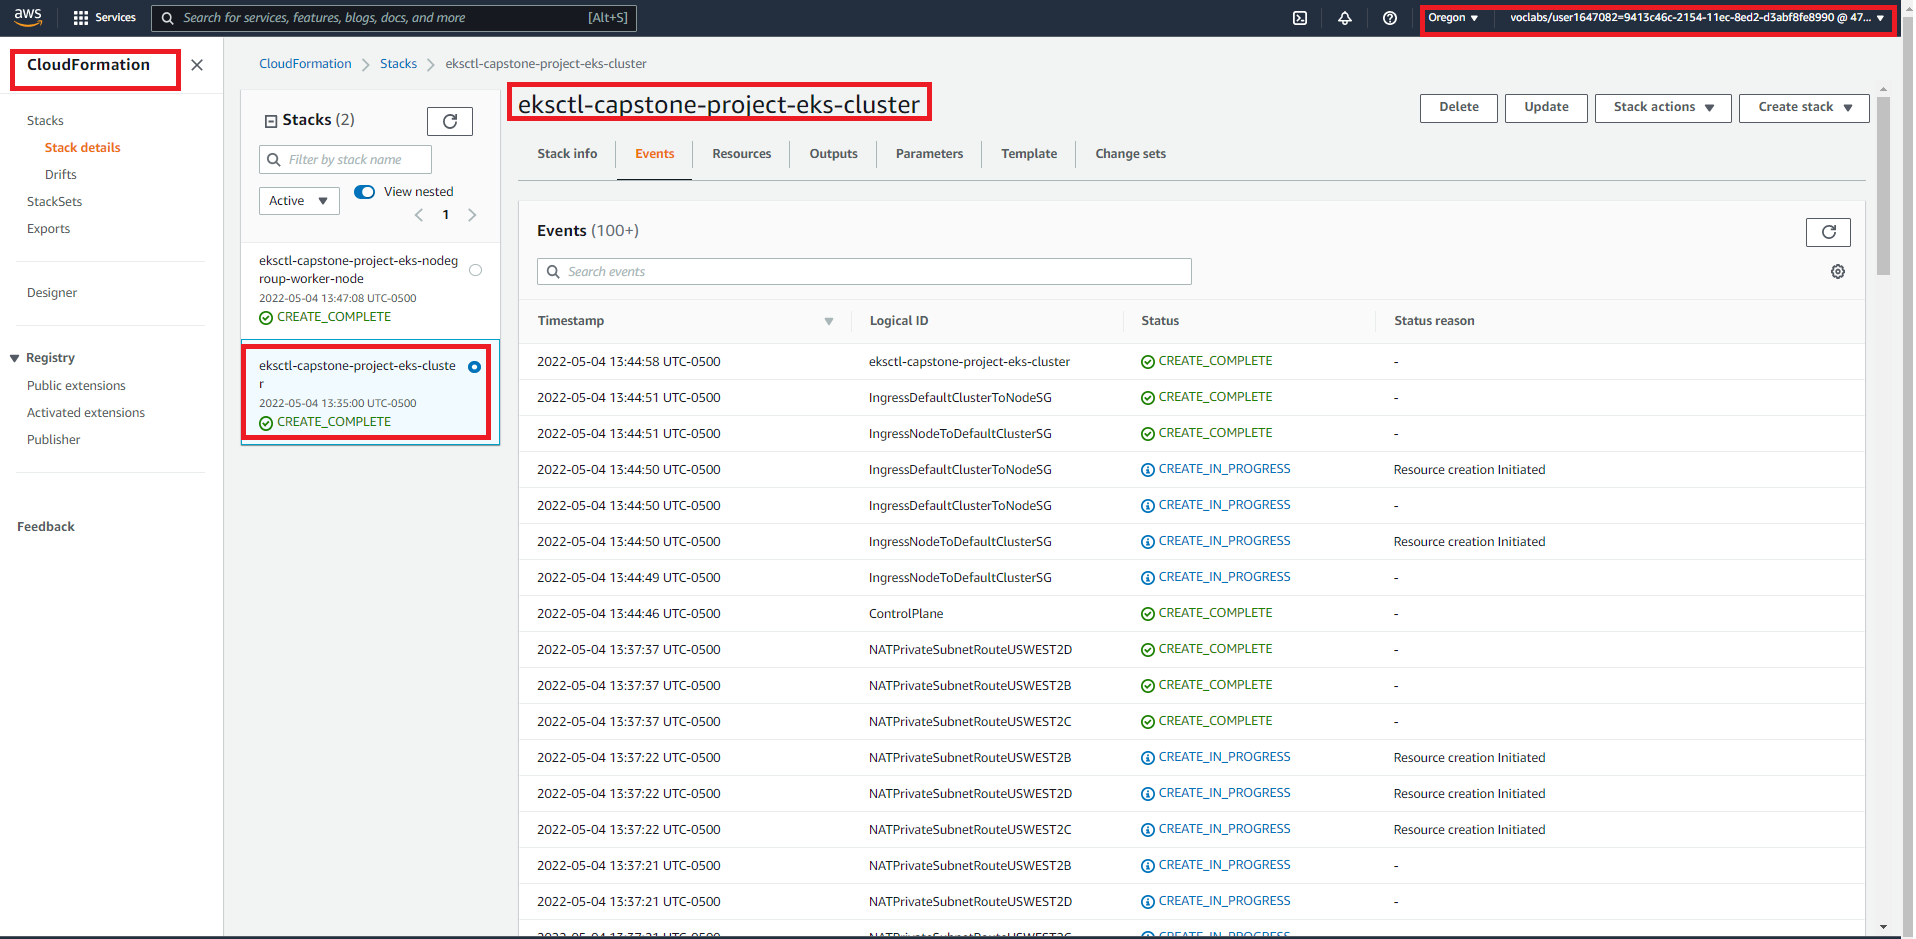 aws
Services
Search for services, features, blogs, docs, and more
[Alt+S]
Oregon
voclabs/user1647082=9413c46c-2154-11ec-8ed2-d3abf8fe8990 @ 47...
CloudFormation
Stacks
Stack details
Drifts
StackSets
Exports
Designer
Registry
Public extensions
Activated extensions
Publisher
Feedback
CloudFormation
Stacks
eksctl-capstone-project-eks-cluster
Stacks (2)
Filter by stack name
Active
View nested
1
eksctl-capstone-project-eks-nodeg
roup-worker-node
2022-05-04 13:47:08 UTC-0500
CREATE_COMPLETE
eksctl-capstone-project-eks-cluste
r
2022-05-04 13:35:00 UTC-0500
CREATE_COMPLETE
eksctl-capstone-project-eks-cluster
Delete
Update
Stack actions
Create stack
Stack info
Events
Resources
Outputs
Parameters
Template
Change sets
Events (100+)
Search events
Timestamp Logical ID Status Status reason
2022-05-04 13:44:58 UTC-0500 eksctl-capstone-project-eks-cluster CREATE_COMPLETE -
2022-05-04 13:44:51 UTC-0500 IngressDefaultClusterToNodeSG CREATE_COMPLETE -
2022-05-04 13:44:51 UTC-0500 IngressNodeToDefaultClusterSG CREATE_COMPLETE -
2022-05-04 13:44:50 UTC-0500 IngressDefaultClusterToNodeSG CREATE_IN_PROGRESS Resource creation Initiated
2022-05-04 13:44:50 UTC-0500 IngressDefaultClusterToNodeSG CREATE_IN_PROGRESS -
2022-05-04 13:44:50 UTC-0500 IngressNodeToDefaultClusterSG CREATE_IN_PROGRESS Resource creation Initiated
2022-05-04 13:44:49 UTC-0500 IngressNodeToDefaultClusterSG CREATE_IN_PROGRESS -
2022-05-04 13:44:46 UTC-0500 ControlPlane CREATE_COMPLETE -
2022-05-04 13:37:37 UTC-0500 NATPrivateSubnetRouteUSWEST2D CREATE_COMPLETE -
2022-05-04 13:37:37 UTC-0500 NATPrivateSubnetRouteUSWEST2B CREATE_COMPLETE -
2022-05-04 13:37:37 UTC-0500 NATPrivateSubnetRouteUSWEST2C CREATE_COMPLETE -
2022-05-04 13:37:22 UTC-0500 NATPrivateSubnetRouteUSWEST2B CREATE_IN_PROGRESS Resource creation Initiated
2022-05-04 13:37:22 UTC-0500 NATPrivateSubnetRouteUSWEST2D CREATE_IN_PROGRESS Resource creation Initiated
2022-05-04 13:37:22 UTC-0500 NATPrivateSubnetRouteUSWEST2C CREATE_IN_PROGRESS Resource creation Initiated
2022-05-04 13:37:21 UTC-0500 NATPrivateSubnetRouteUSWEST2B CREATE_IN_PROGRESS -
2022-05-04 13:37:21 UTC-0500 NATPrivateSubnetRouteUSWEST2D CREATE_IN_PROGRESS -